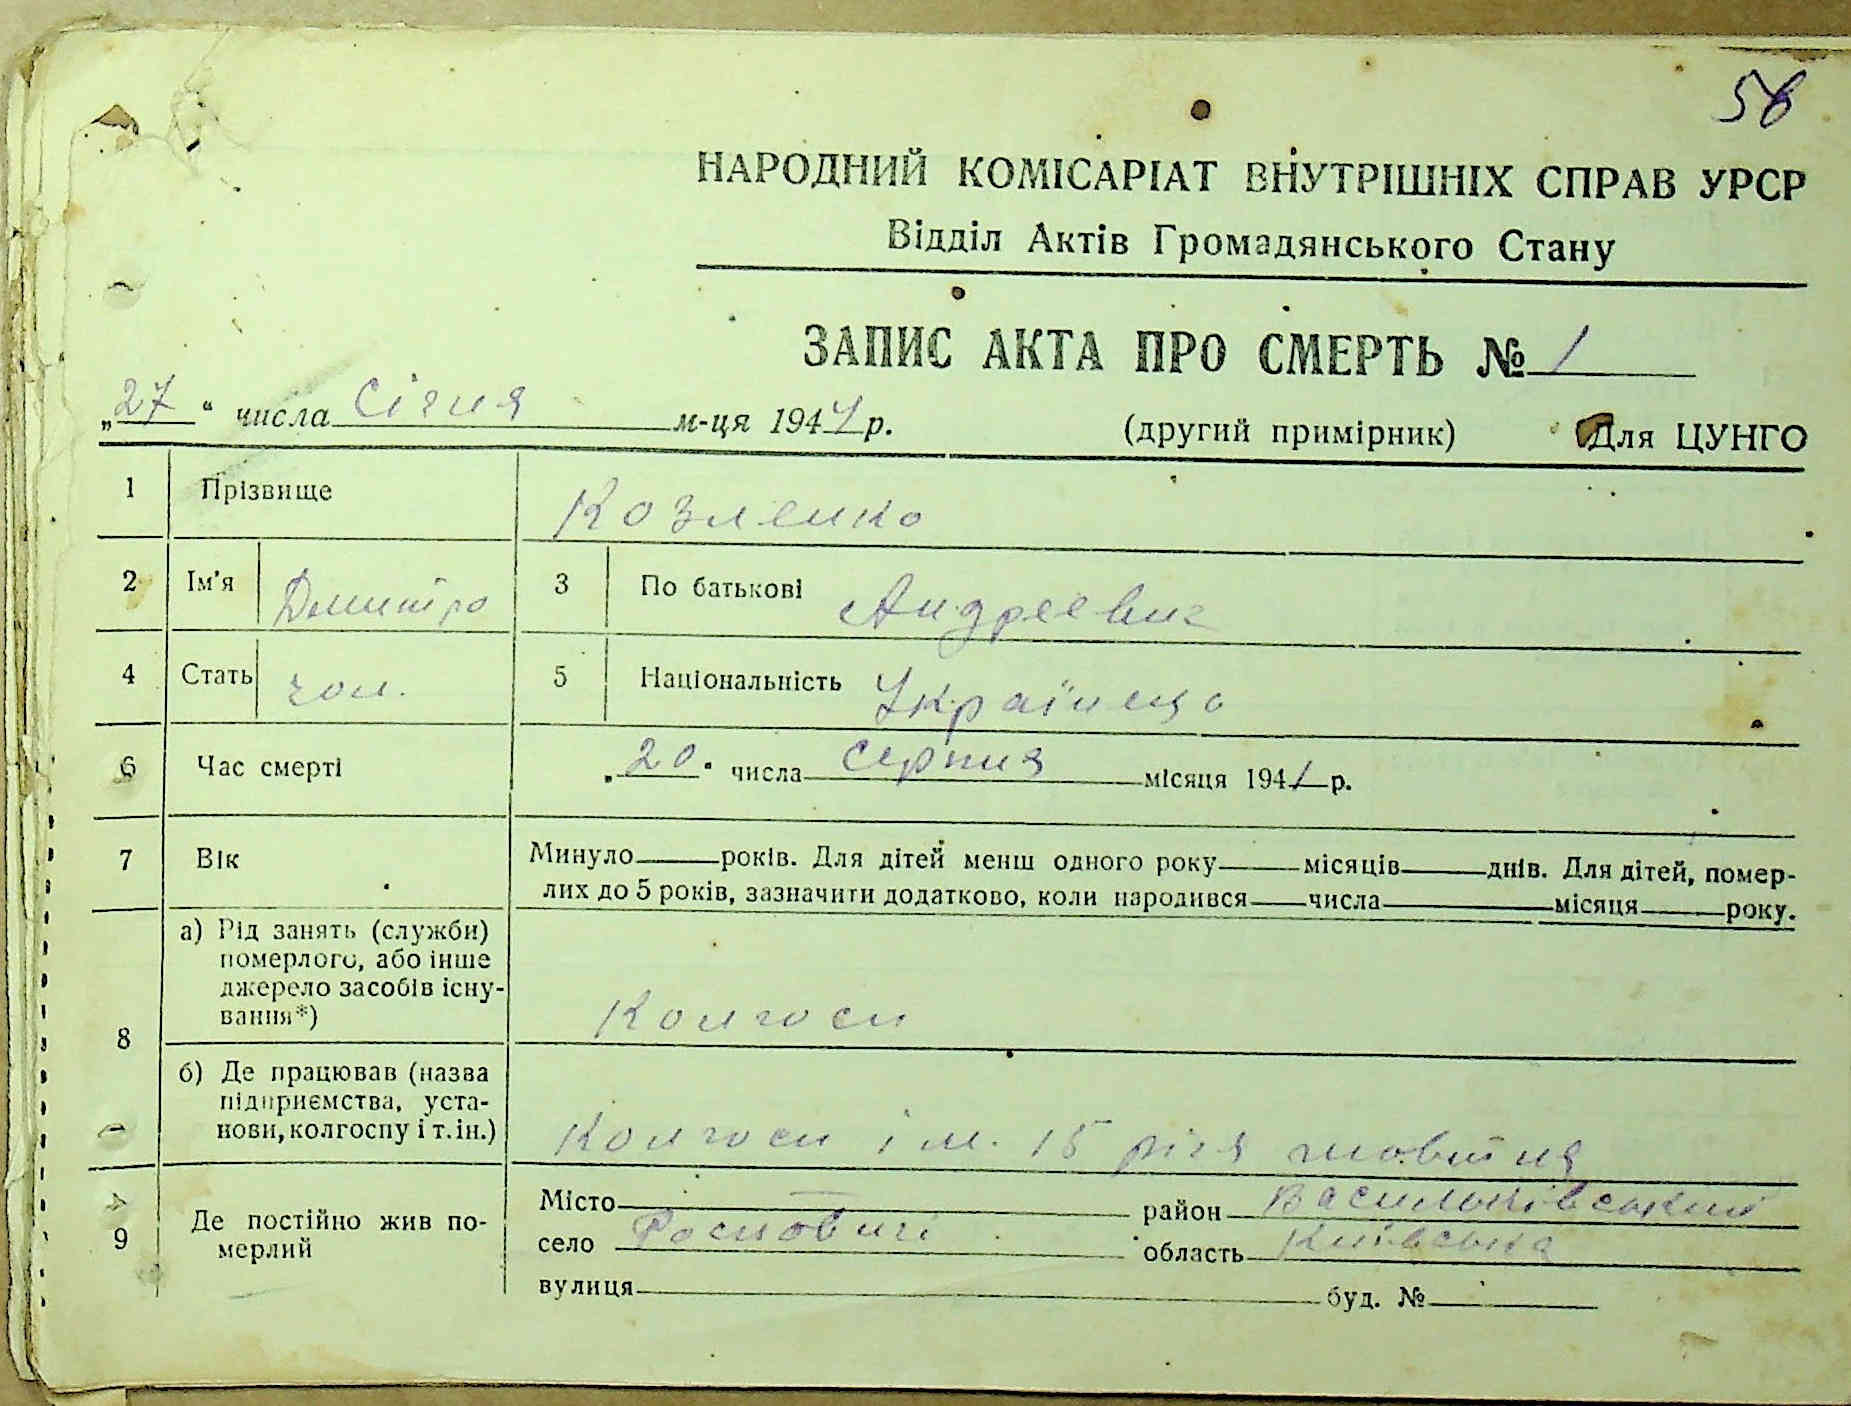 56
НАРОДНИЙ КОМІСАРІАТ ВНУТРІШНІХ СПРАВ УРСР
Відділ Актів Громадянського Стану
ЗАПИС АКТА ПРО СМЕРТЬ № 1
„27“ числа Січня м-ця 1944 р. (другий примірник) Для ЦУНГО
1 Прізвище Козленко
2 Ім'я Дмитро 3 По батькові Андреевич
4 Стать чол. 5 Національність Українець
6 Час смерті „20“ числа серпня місяця 1941 р.
7 Вік Минуло років. Для дітей менш одного року місяців днів. Для дітей, помер-
лих до 5 років, зазначити додатково, коли народився числа місяця року.
8 а) Рід занять (служби)
померлого, або інше
джерело засобів існу-
вання*) Колгосп
б) Де працював (назва
підприємства, уста-
нови, колгоспу і т. ін.) Колгосп ім. 15 річя жовтня
9 Де постійно жив по-
мерлий
Місто — район Васильківський
село область Київська
вулиця буд. №